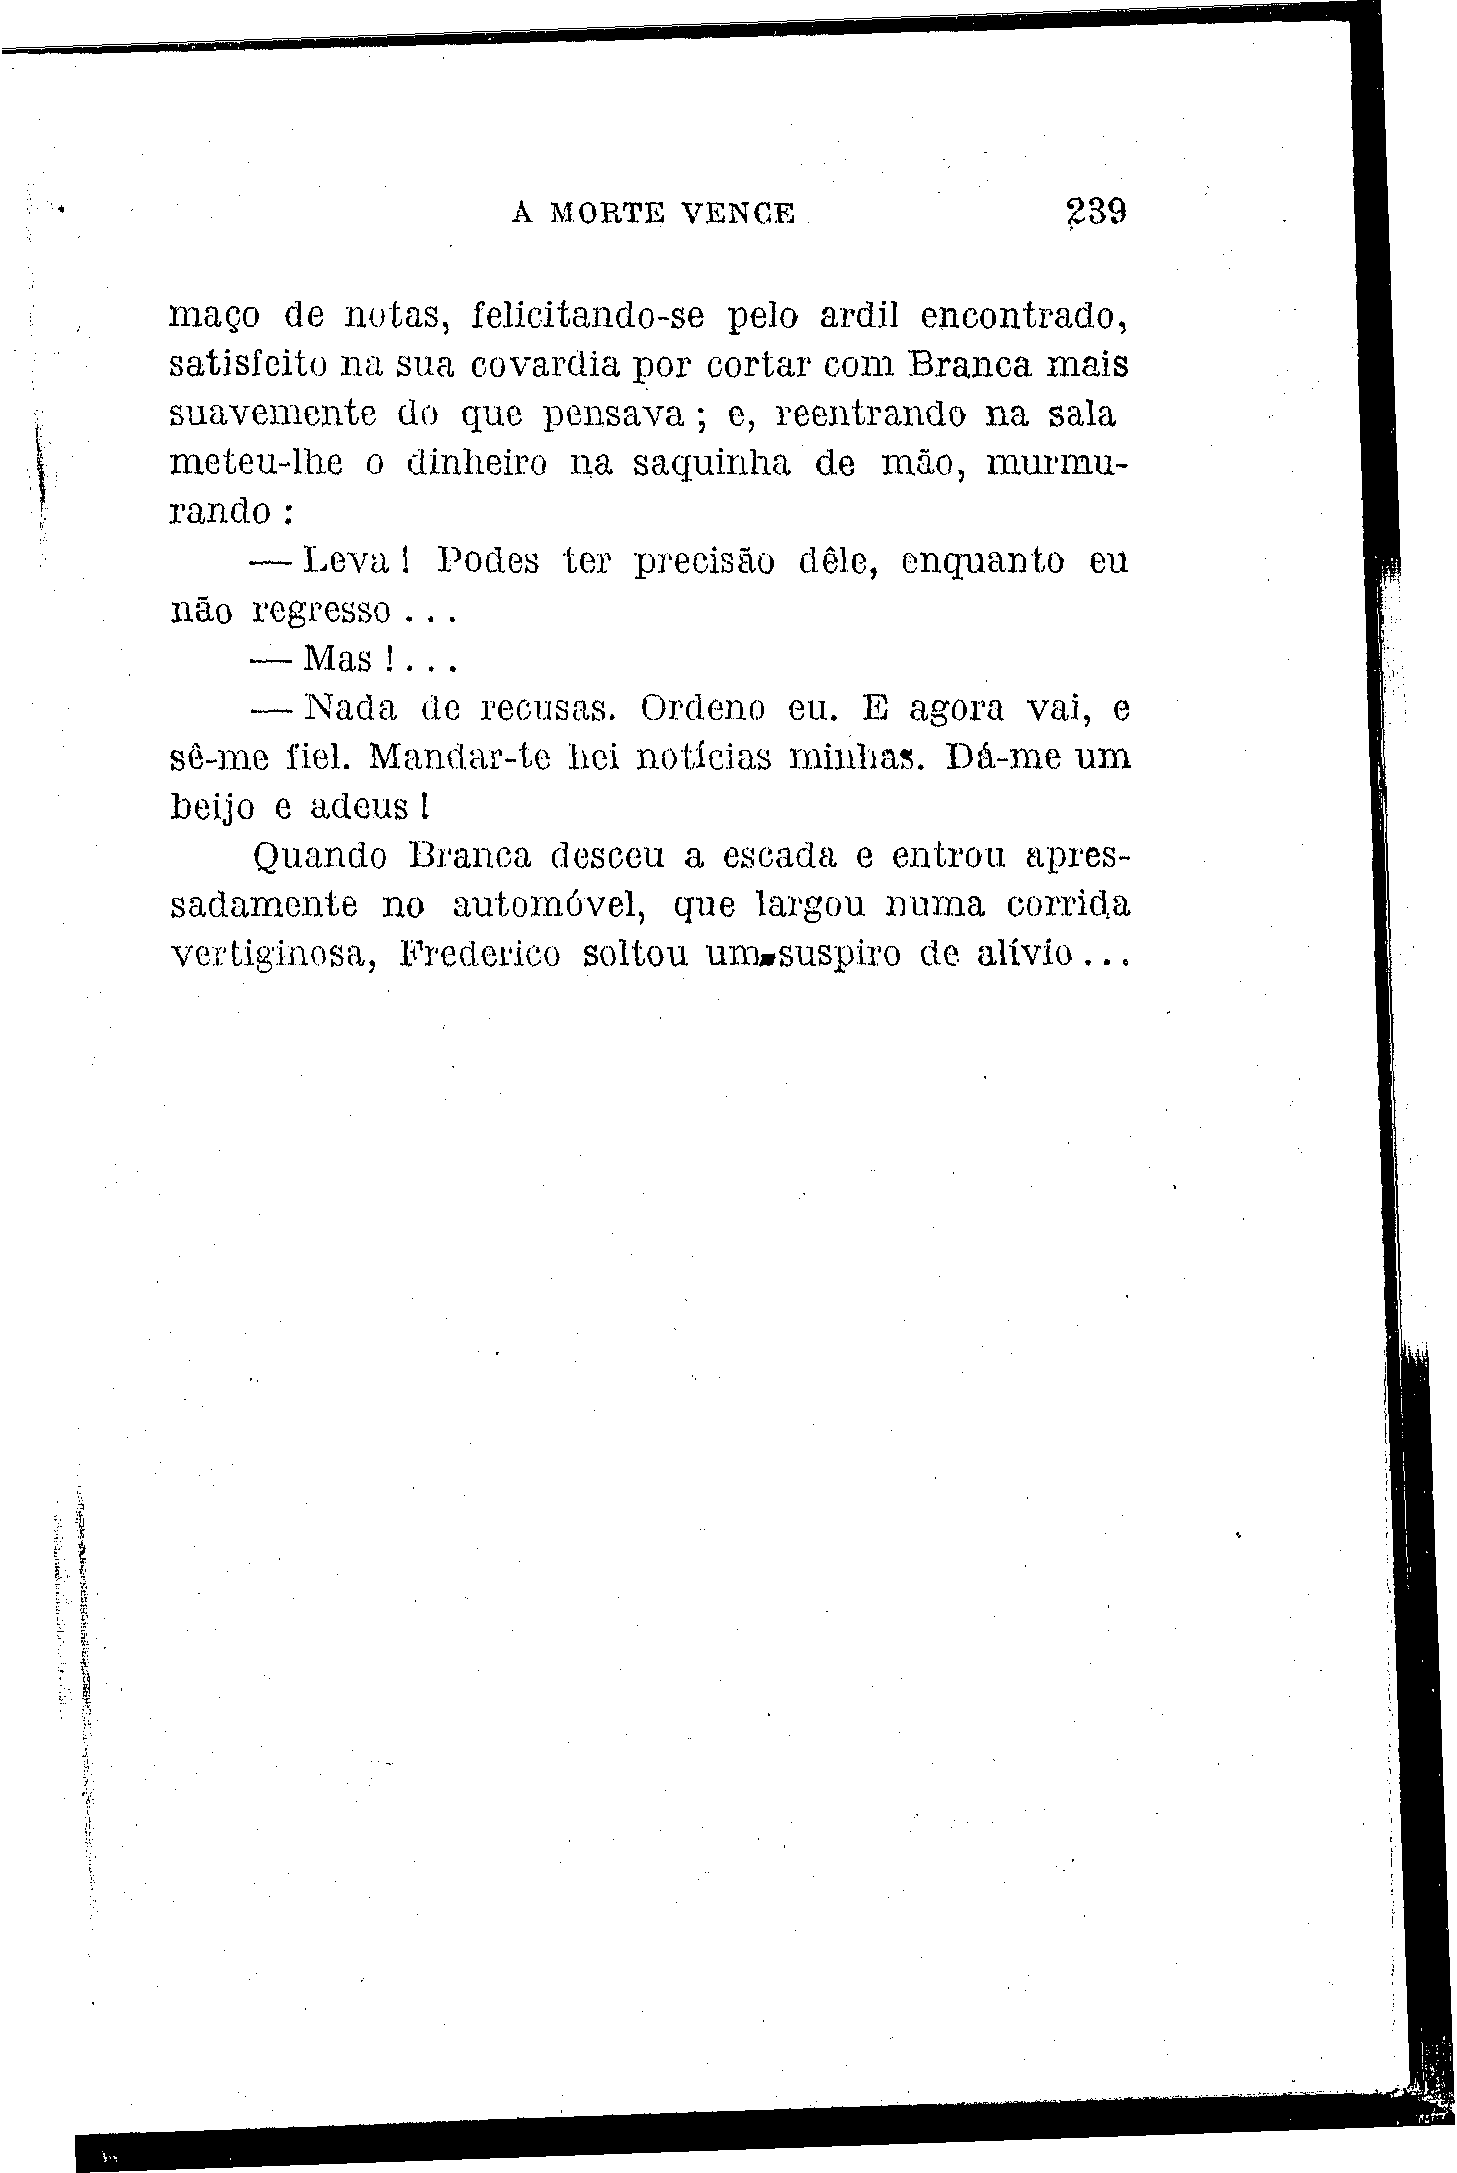 A MORTE VENCE 239
maço de notas, felicitando-se pelo ardil encontrado,
satisfeito na sua covardia por cortar com Branca mais
suavemente do que pensava ; e, reentrando na sala
meteu-lhe o dinheiro na saquinha de mão, murmu-
rando :
— Leva ! Podes ter precisão dêle, enquanto eu
não regresso . . .
— Mas ! . . .
— Nada de recusas. Ordeno eu. E agora vai, e
sê-me fiel. Mandar-te hei notícias minhas. Dá-me um
beijo e adeus !
Quando Branca desceu a escada e entrou apres-
sadamente no automóvel, que largou numa corrida
vertiginosa, Frederico soltou um suspiro de alívio . . .